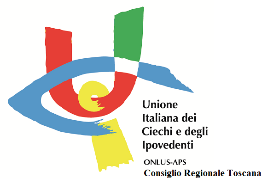 Unione
Italiana dei
Ciechi e degli
Ipovedenti
ONLUS-APS
Consiglio Regionale Toscana